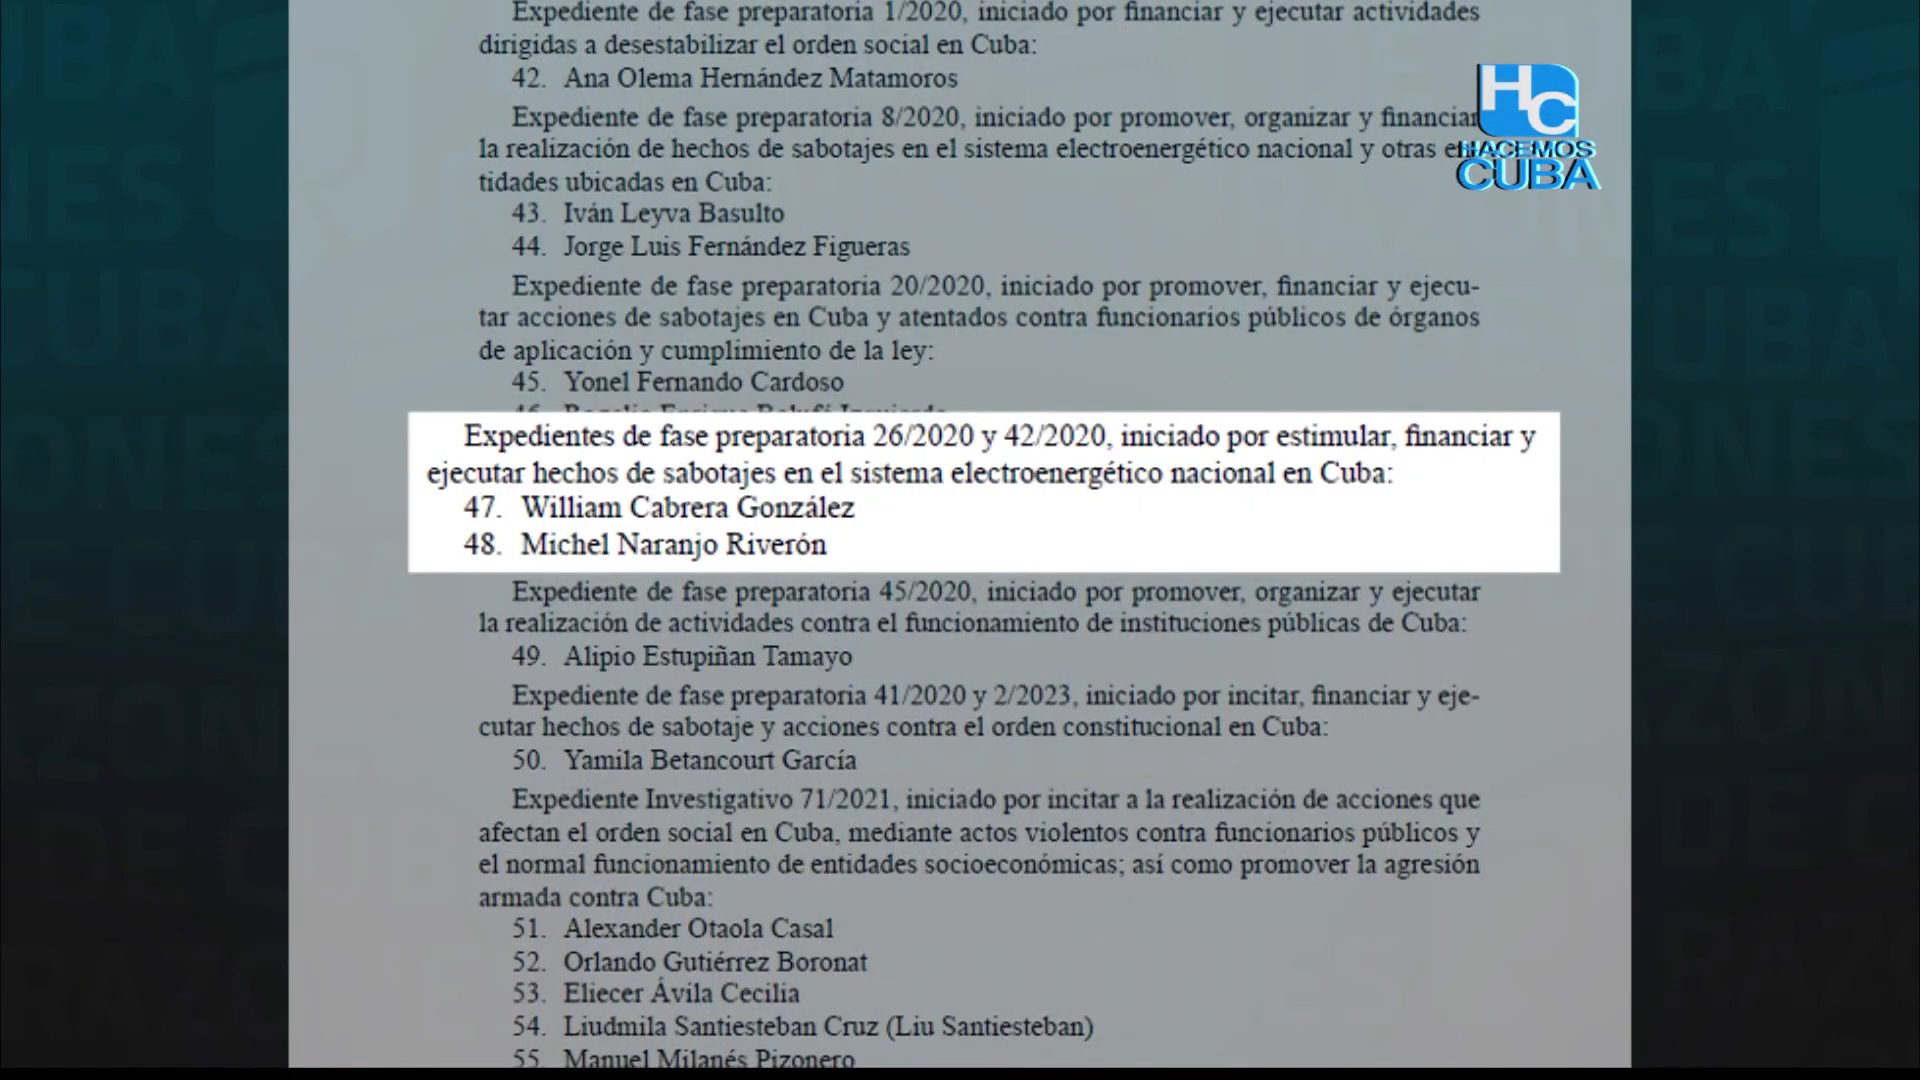 Expediente de fase preparatoria 1/2020, iniciado por financiar y ejecutar actividades
dirigidas a desestabilizar el orden social en Cuba:
42. Ana Olema Hernández Matamoros
Expediente de fase preparatoria 8/2020, iniciado por promover, organizar y financiar
la realización de hechos de sabotajes en el sistema electroenergético nacional y otras en
tidades ubicadas en Cuba:
43. Iván Leyva Basulto
44. Jorge Luis Fernández Figueras
Expediente de fase preparatoria 20/2020, iniciado por promover, financiar y ejecu-
tar acciones de sabotajes en Cuba y atentados contra funcionarios públicos de órganos
de aplicación y cumplimiento de la ley:
45. Yonel Fernando Cardoso
Expedientes de fase preparatoria 26/2020 y 42/2020, iniciado por estimular, financiar y
ejecutar hechos de sabotajes en el sistema electroenergético nacional en Cuba:
47. William Cabrera González
48. Michel Naranjo Riverón
Expediente de fase preparatoria 45/2020, iniciado por promover, organizar y ejecutar
la realización de actividades contra el funcionamiento de instituciones públicas de Cuba:
49. Alipio Estupiñan Tamayo
Expediente de fase preparatoria 41/2020 y 2/2023, iniciado por incitar, financiar y eje-
cutar hechos de sabotaje y acciones contra el orden constitucional en Cuba:
50. Yamila Betancourt García
Expediente Investigativo 71/2021, iniciado por incitar a la realización de acciones que
afectan el orden social en Cuba, mediante actos violentos contra funcionarios públicos y
el normal funcionamiento de entidades socioeconómicas; así como promover la agresión
armada contra Cuba:
51. Alexander Otaola Casal
52. Orlando Gutiérrez Boronat
53. Eliecer Ávila Cecilia
54. Liudmila Santiesteban Cruz (Liu Santiesteban)
55. Manuel Milanés Pizonero
HC
HACEMOS
CUBA